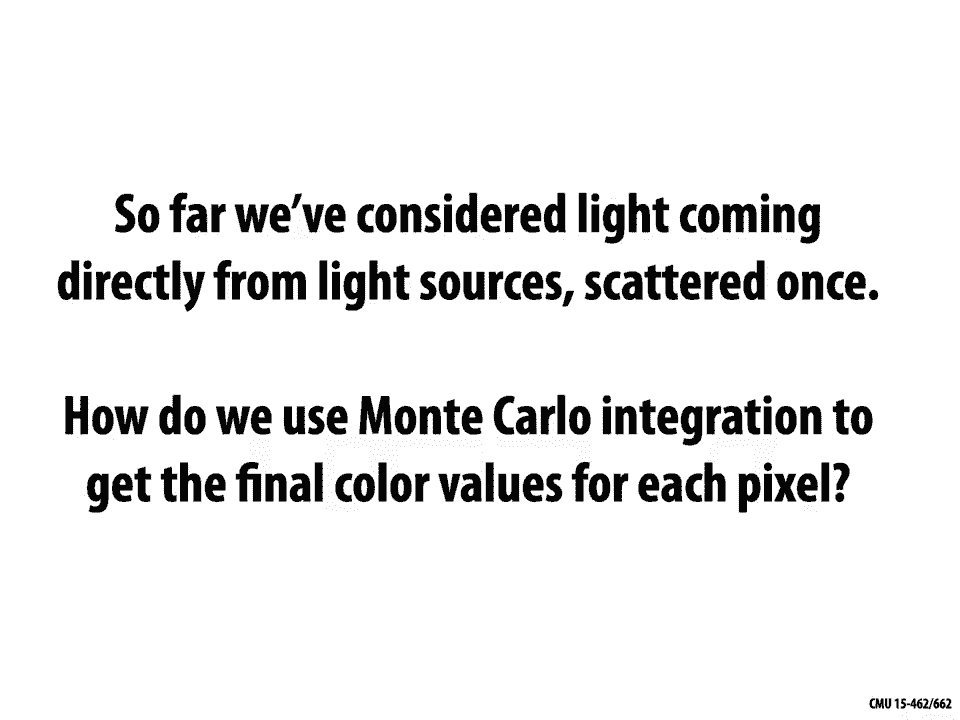 So far we've considered light coming
directly from light sources, scattered once.
How do we use Monte Carlo integration to
get the final color values for each pixel?
CMU 15-462/662